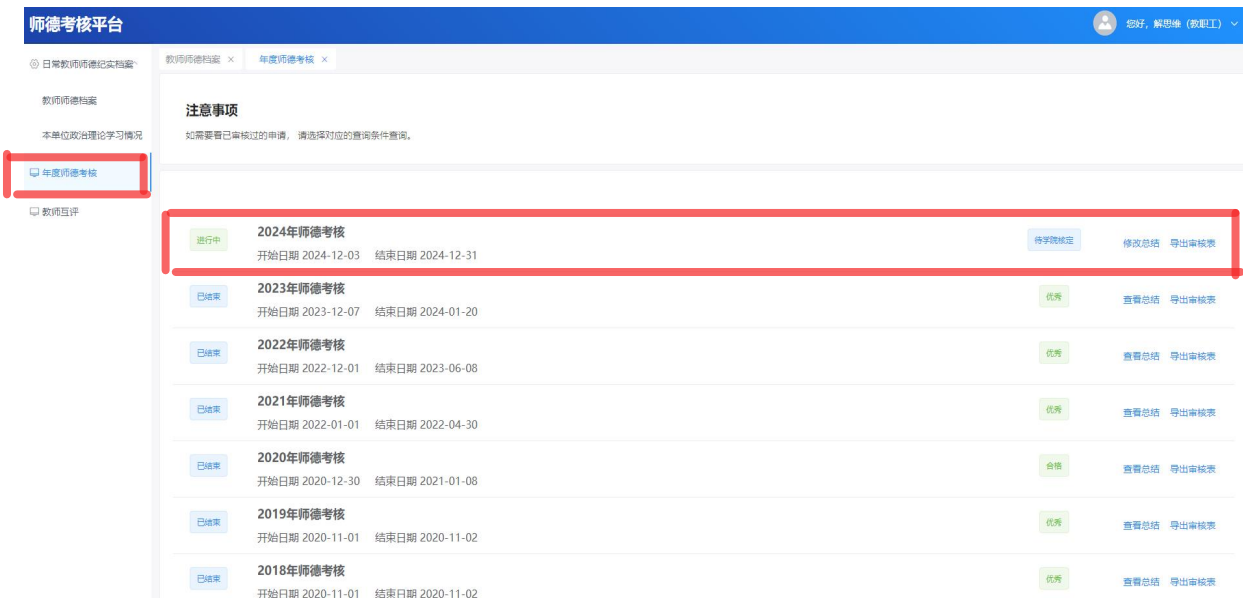 师德考核平台
您好，解思维（教职工）
日常教师师德纪实档案
教师师德档案
本单位政治理论学习情况
年度师德考核
教师互评
教师师德档案 × 年度师德考核 ×
注意事项
如需要看已审核过的申请， 请选择对应的查询条件查询。
进行中 2024年师德考核 待学院核定 修改总结 导出审核表
开始日期 2024-12-03 结束日期 2024-12-31
已结束 2023年师德考核 优秀 查看总结 导出审核表
开始日期 2023-12-07 结束日期 2024-01-20
已结束 2022年师德考核 优秀 查看总结 导出审核表
开始日期 2022-12-01 结束日期 2023-06-08
已结束 2021年师德考核 优秀 查看总结 导出审核表
开始日期 2022-01-01 结束日期 2022-04-30
已结束 2020年师德考核 合格 查看总结 导出审核表
开始日期 2020-12-30 结束日期 2021-01-08
已结束 2019年师德考核 优秀 查看总结 导出审核表
开始日期 2020-11-01 结束日期 2020-11-02
已结束 2018年师德考核 优秀 查看总结 导出审核表
开始日期 2020-11-01 结束日期 2020-11-02